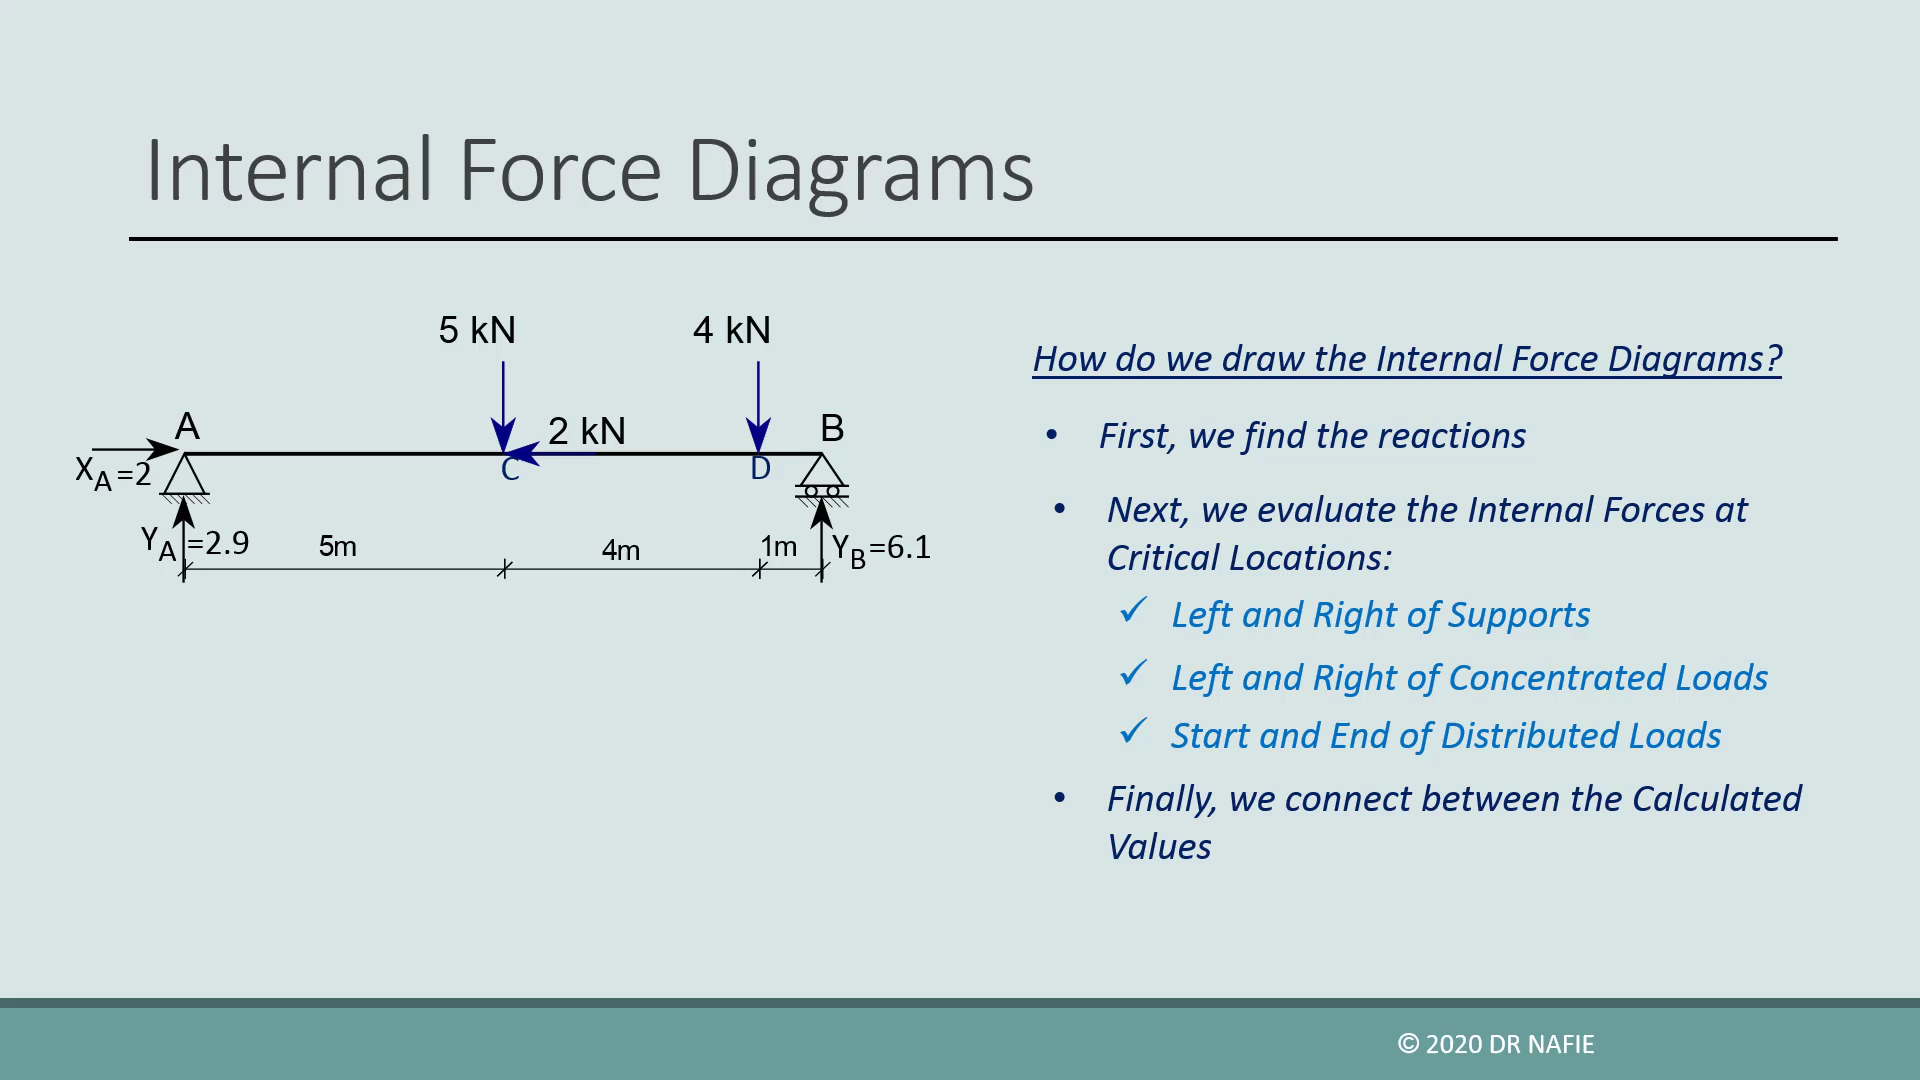 Internal Force Diagrams
5 kN
4 kN
A
2 kN
B
XA=2
C
D
YA=2.9
5m
4m
1m
YB=6.1
How do we draw the Internal Force Diagrams?
• First, we find the reactions
• Next, we evaluate the Internal Forces at
Critical Locations:
✓ Left and Right of Supports
✓ Left and Right of Concentrated Loads
✓ Start and End of Distributed Loads
• Finally, we connect between the Calculated
Values
© 2020 DR NAFIE